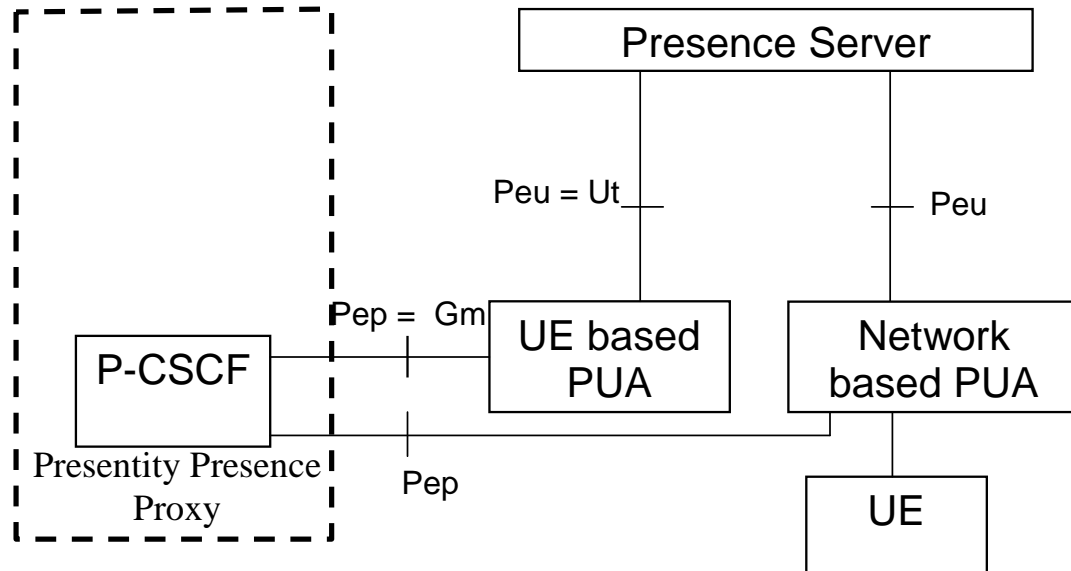 Presence Server
Peu = Ut
Peu
Pep = Gm
UE based
PUA
Network
based PUA
P-CSCF
Presentity Presence
Proxy
Pep
UE